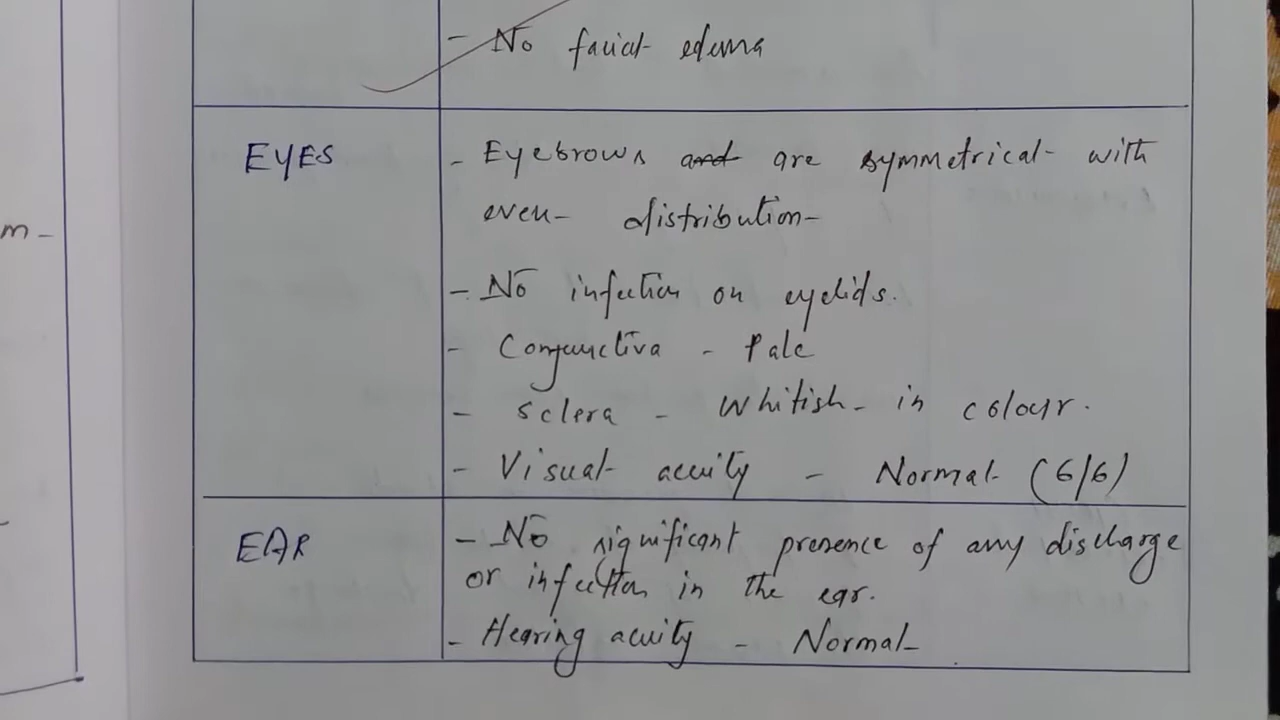 - No facial edema
EYES
- Eyebrows are symmetrical with
even distribution
- No infection on eyelids.
- Conjunctiva - Pale
- Sclera - Whitish in colour.
- Visual acuity - Normal (6/6)
EAR
- No significant presence of any discharge
or infection in the ear.
- Hearing acuity - Normal
m -